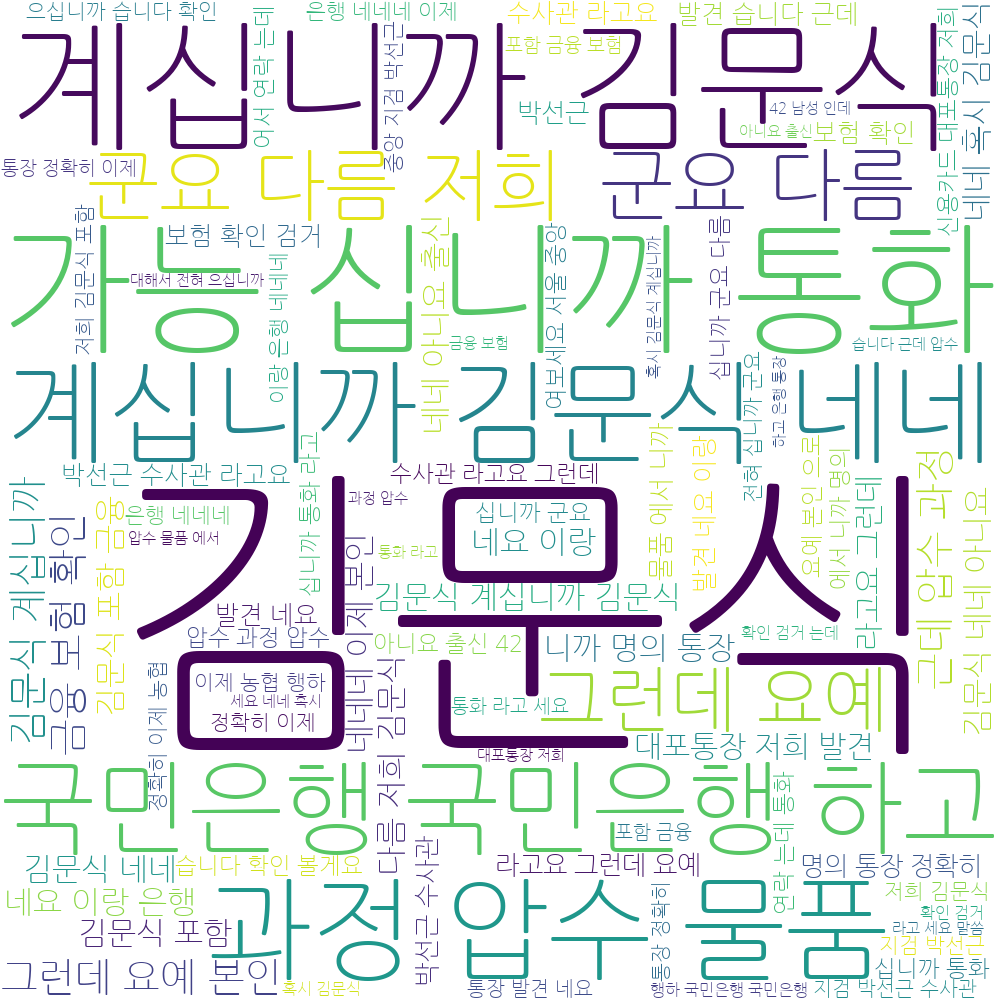 으십니까 습니다 확인
은행 네네네 이제
수사관 라고요
발견 습니다 근데
계십니까 김문식
어서 연락 는데
중앙 지검 박선근
포함 금융 보험
박선근
42 남성 인데
아니요 출신
보험 확인
신용카드 대포통장 저희
네네 혹시 김문식
통장 정확히 이제
군요 다름 저희
군요 다름
저희 김문식 포함
보험 확인 검거
대해서 전혀 으십니까
이랑 은행 네네네
네네 아니요 출신
금융 보험
여보세요 서울 중앙
혹시 김문식 계십니까
십니까 군요 다름
습니다 근데 압수
가능 십니까 통화
계십니까 김문식 네네
전혀 십니까 군요
하고 은행 통장
박선근 수사관 라고요
십니까 통화 라고
수사관 라고요 그런데
과정 압수
물품 에서 니까
발견 네요 이랑
요예 본인 으로
에서 니까 명의
라고요 그런데
근데 압수 과정
김문식 네네 아니요
김문식 계십니까
금융 보험 확인
김문식 포함 금융
은행 네네네
압수 물품 에서
김문식
십니까 군요
네요 이랑
통화 라고
네네네 이제 본인
김문식 계십니까 김문식
발견 네요
압수 과정 압수
아니요 출신 42
니까 명의 통장
확인 검거 는데
이제 농협 행하
세요 네네 혹시
정확히 이제
정확히 이제 농협
다름 저희 김문식
통화 라고 세요
그런데 요예
대포통장 저희
대포통장 저희 발견
국민은행 국민은행 하고
포함 금융
연락 는데 통화
김문식 네네
습니다 확인 볼게요
박선근 수사관
라고요 그런데 요예
명의 통장 정확히
네요 이랑 은행
과정 압수 물품
통장 정확히
저희 김문식
확인 검거
라고 세요 말씀
김문식 포함
지검 박선근
십니까 통화
그런데 요예 본인
혹시 김문식
통장 발견 네요
행하 국민은행 국민은행
지검 박선근 수사관